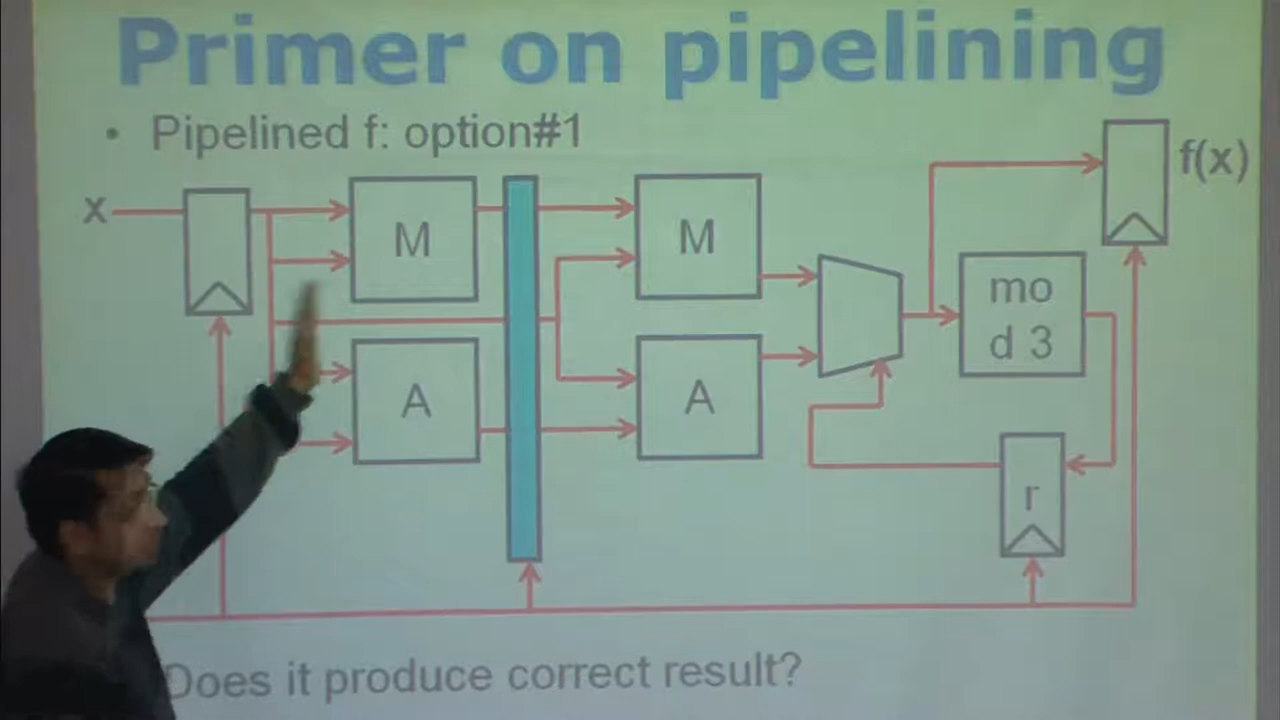 Primer on pipelining
• Pipelined f: option#1
x
M
M
f(x)
mo
d 3
A
A
r
Does it produce correct result?